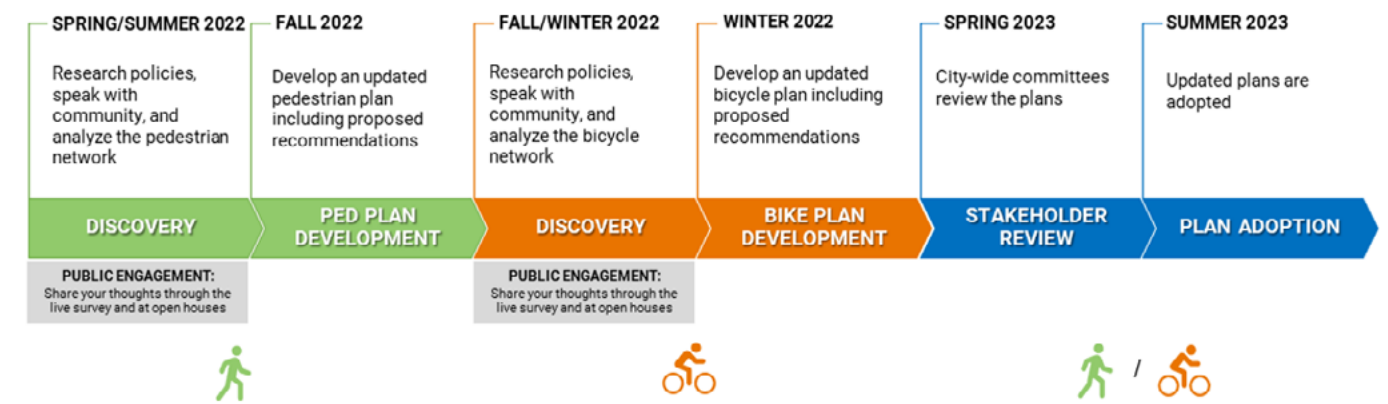 SPRING/SUMMER 2022
Research policies,
speak with
community, and
analyze the pedestrian
network
FALL 2022
Develop an updated
pedestrian plan
including proposed
recommendations
FALL/WINTER 2022
Research policies,
speak with
community, and
analyze the bicycle
network
WINTER 2022
Develop an updated
bicycle plan including
proposed
recommendations
SPRING 2023
City-wide committees
review the plans
SUMMER 2023
Updated plans are
adopted
DISCOVERY
PED PLAN
DEVELOPMENT
DISCOVERY
BIKE PLAN
DEVELOPMENT
STAKEHOLDER
REVIEW
PLAN ADOPTION
PUBLIC ENGAGEMENT:
Share your thoughts through the
live survey and at open houses
PUBLIC ENGAGEMENT:
Share your thoughts through the
live survey and at open houses
/